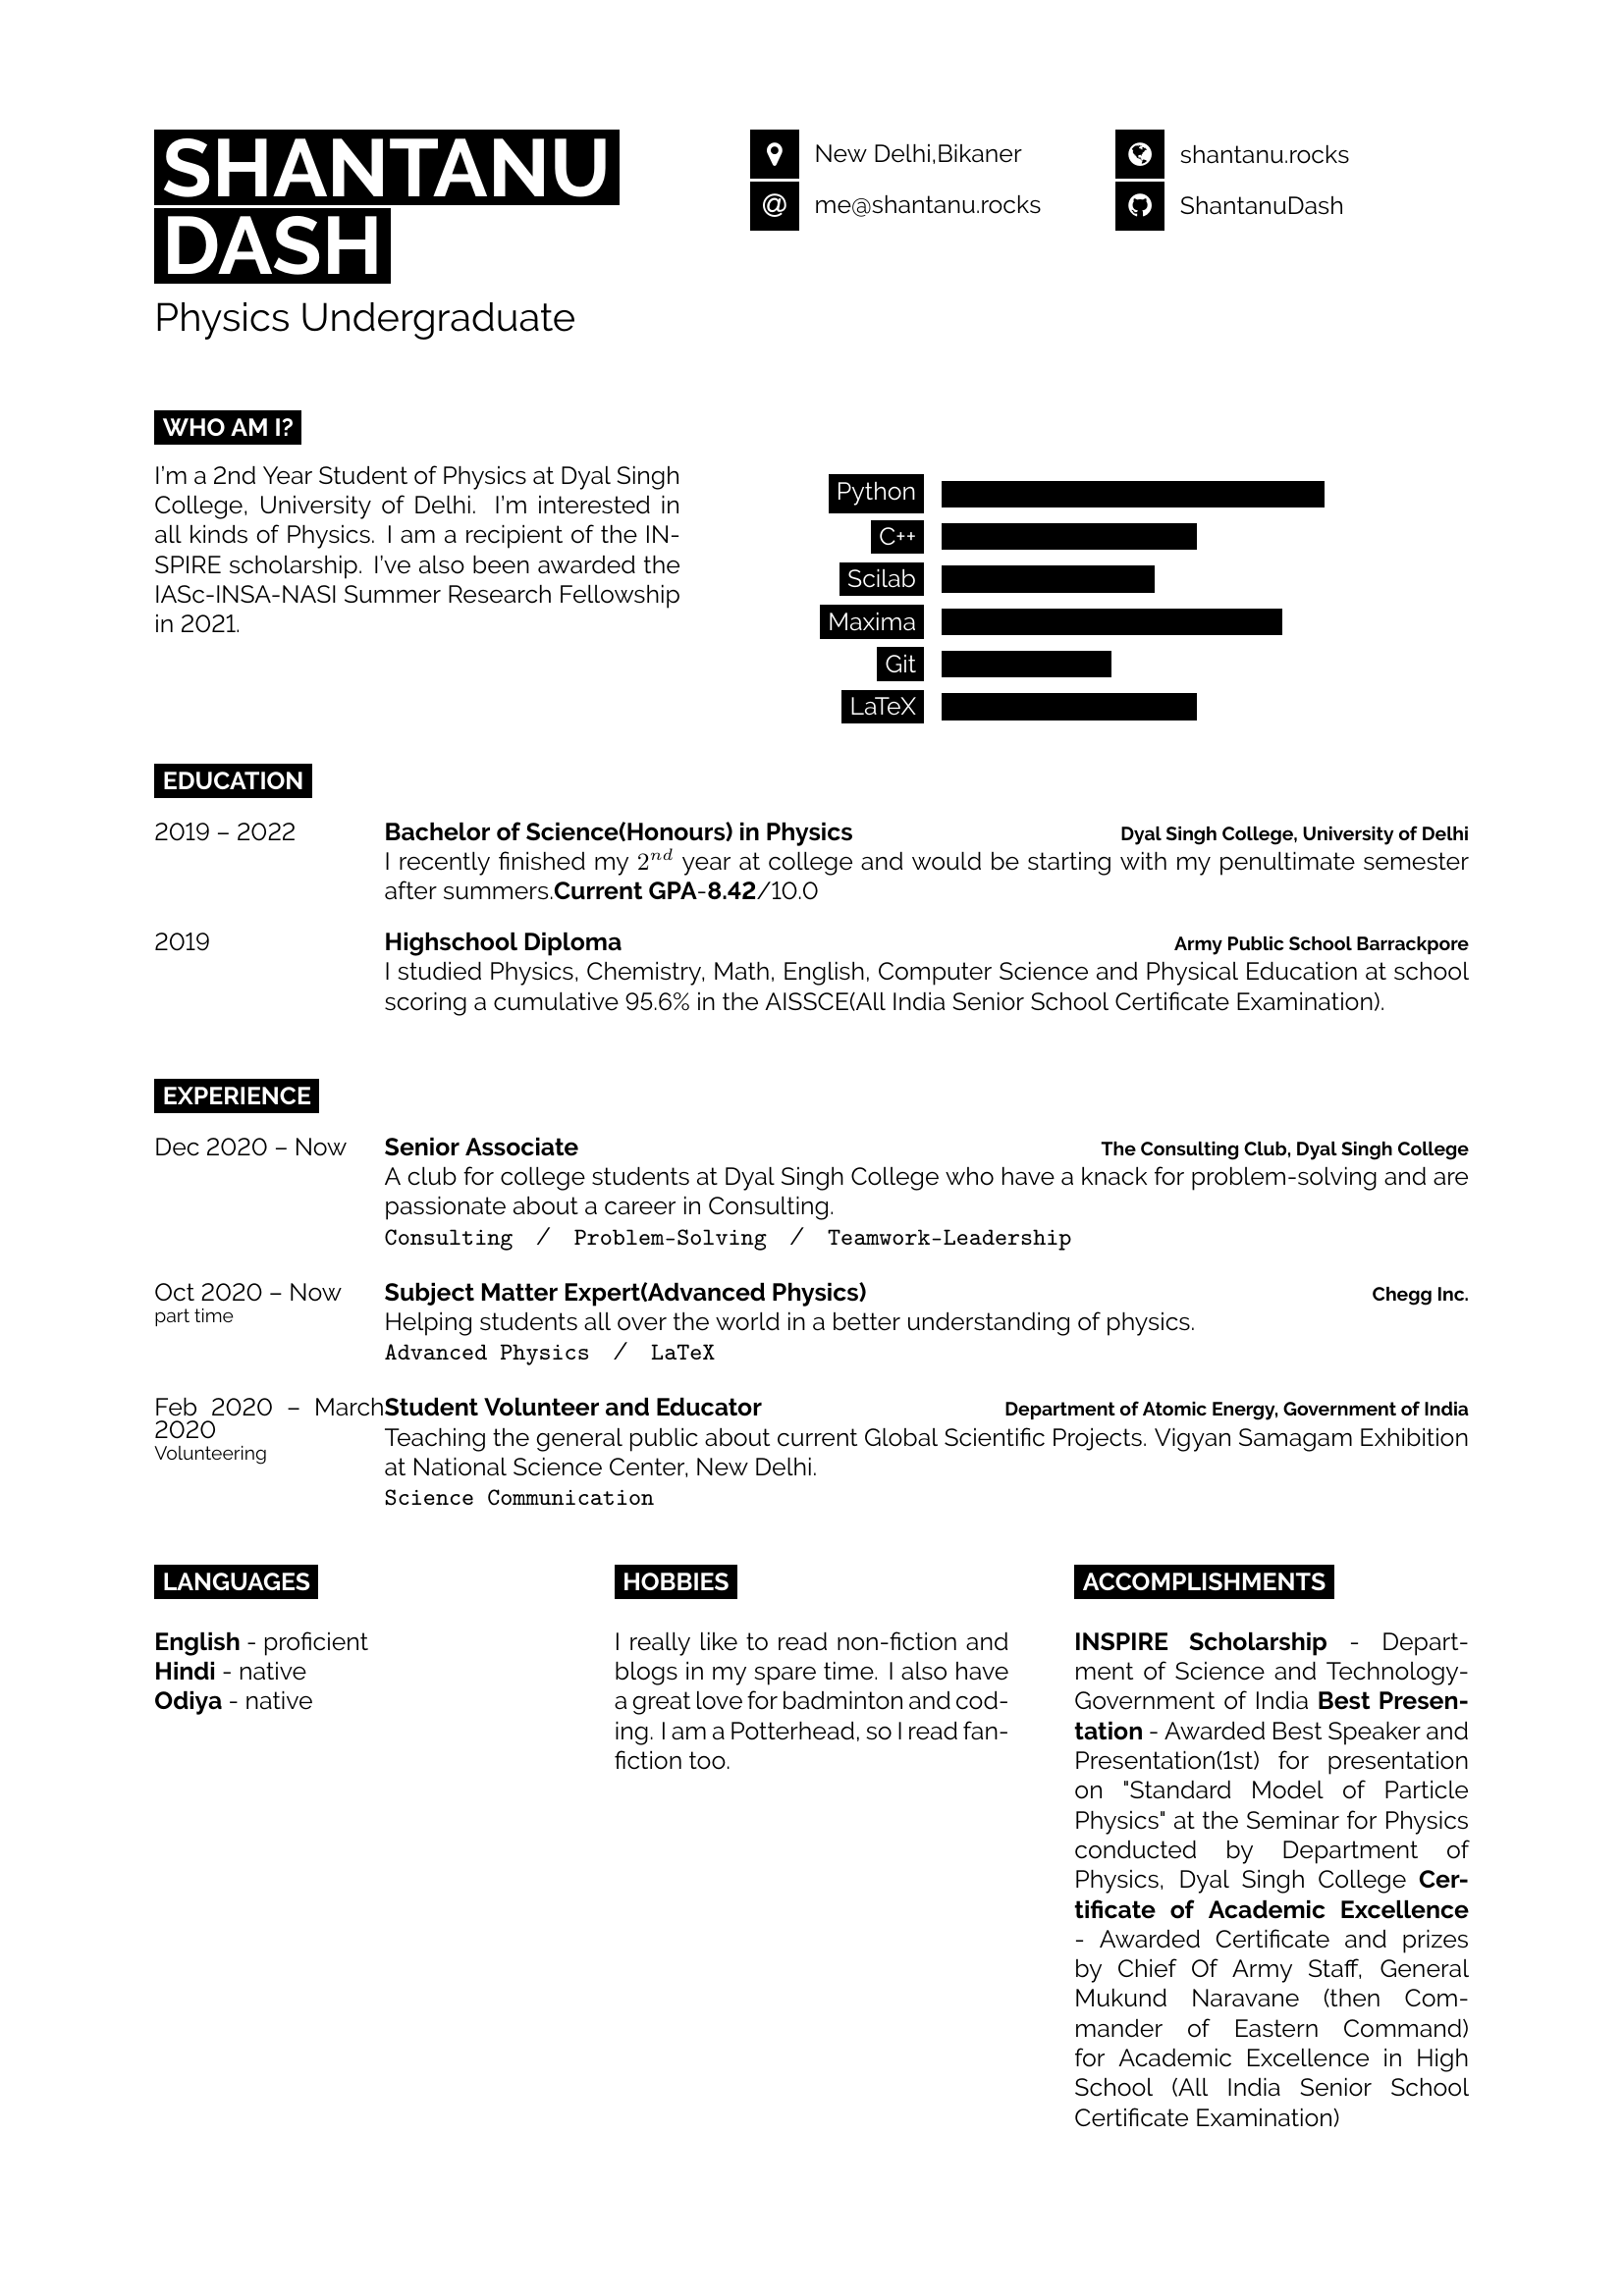 SHANTANU
DASH
Physics Undergraduate
New Delhi,Bikaner
shantanu.rocks
me@shantanu.rocks
ShantanuDash
WHO AM I?
I'm a 2nd Year Student of Physics at Dyal Singh
College, University of Delhi. I'm interested in
all kinds of Physics. I am a recipient of the IN-
SPIRE scholarship. I've also been awarded the
IASc-INSA-NASI Summer Research Fellowship
in 2021.
Python
C++
Scilab
Maxima
Git
LaTeX
EDUCATION
2019 – 2022 Bachelor of Science(Honours) in Physics Dyal Singh College, University of Delhi
I recently finished my 2nd year at college and would be starting with my penultimate semester
after summers.Current GPA-8.42/10.0
2019 Highschool Diploma Army Public School Barrackpore
I studied Physics, Chemistry, Math, English, Computer Science and Physical Education at school
scoring a cumulative 95.6% in the AISSCE(All India Senior School Certificate Examination).
EXPERIENCE
Dec 2020 – Now Senior Associate The Consulting Club, Dyal Singh College
A club for college students at Dyal Singh College who have a knack for problem-solving and are
passionate about a career in Consulting.
Consulting / Problem-Solving / Teamwork-Leadership
Oct 2020 – Now Subject Matter Expert(Advanced Physics) Chegg Inc.
part time
Helping students all over the world in a better understanding of physics.
Advanced Physics / LaTeX
Feb 2020 – March Student Volunteer and Educator Department of Atomic Energy, Government of India
2020
Volunteering
Teaching the general public about current Global Scientific Projects. Vigyan Samagam Exhibition
at National Science Center, New Delhi.
Science Communication
LANGUAGES
English - proficient
Hindi - native
Odiya - native
HOBBIES
I really like to read non-fiction and
blogs in my spare time. I also have
a great love for badminton and cod-
ing. I am a Potterhead, so I read fan-
fiction too.
ACCOMPLISHMENTS
INSPIRE Scholarship - Depart-
ment of Science and Technology-
Government of India Best Presen-
tation - Awarded Best Speaker and
Presentation(1st) for presentation
on "Standard Model of Particle
Physics" at the Seminar for Physics
conducted by Department of
Physics, Dyal Singh College Cer-
tificate of Academic Excellence
- Awarded Certificate and prizes
by Chief Of Army Staff, General
Mukund Naravane (then Com-
mander of Eastern Command)
for Academic Excellence in High
School (All India Senior School
Certificate Examination)